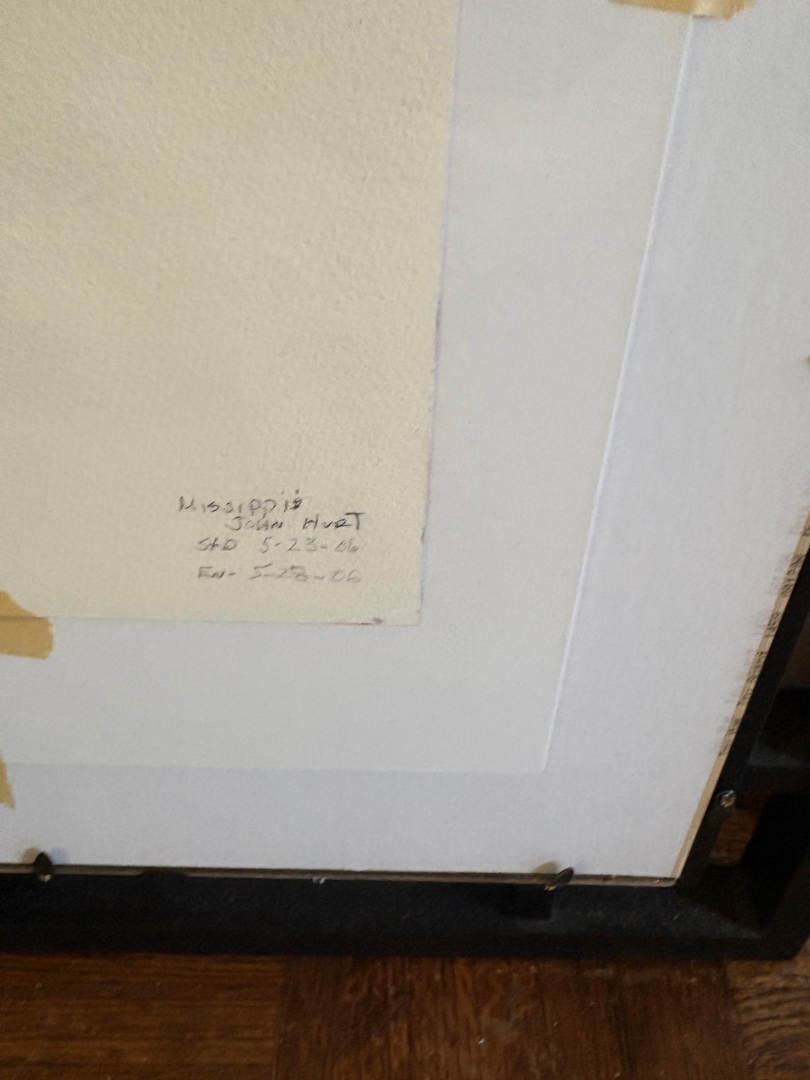 Mississippi
John Hurt
Std 5-23-06
En- 5-28-06